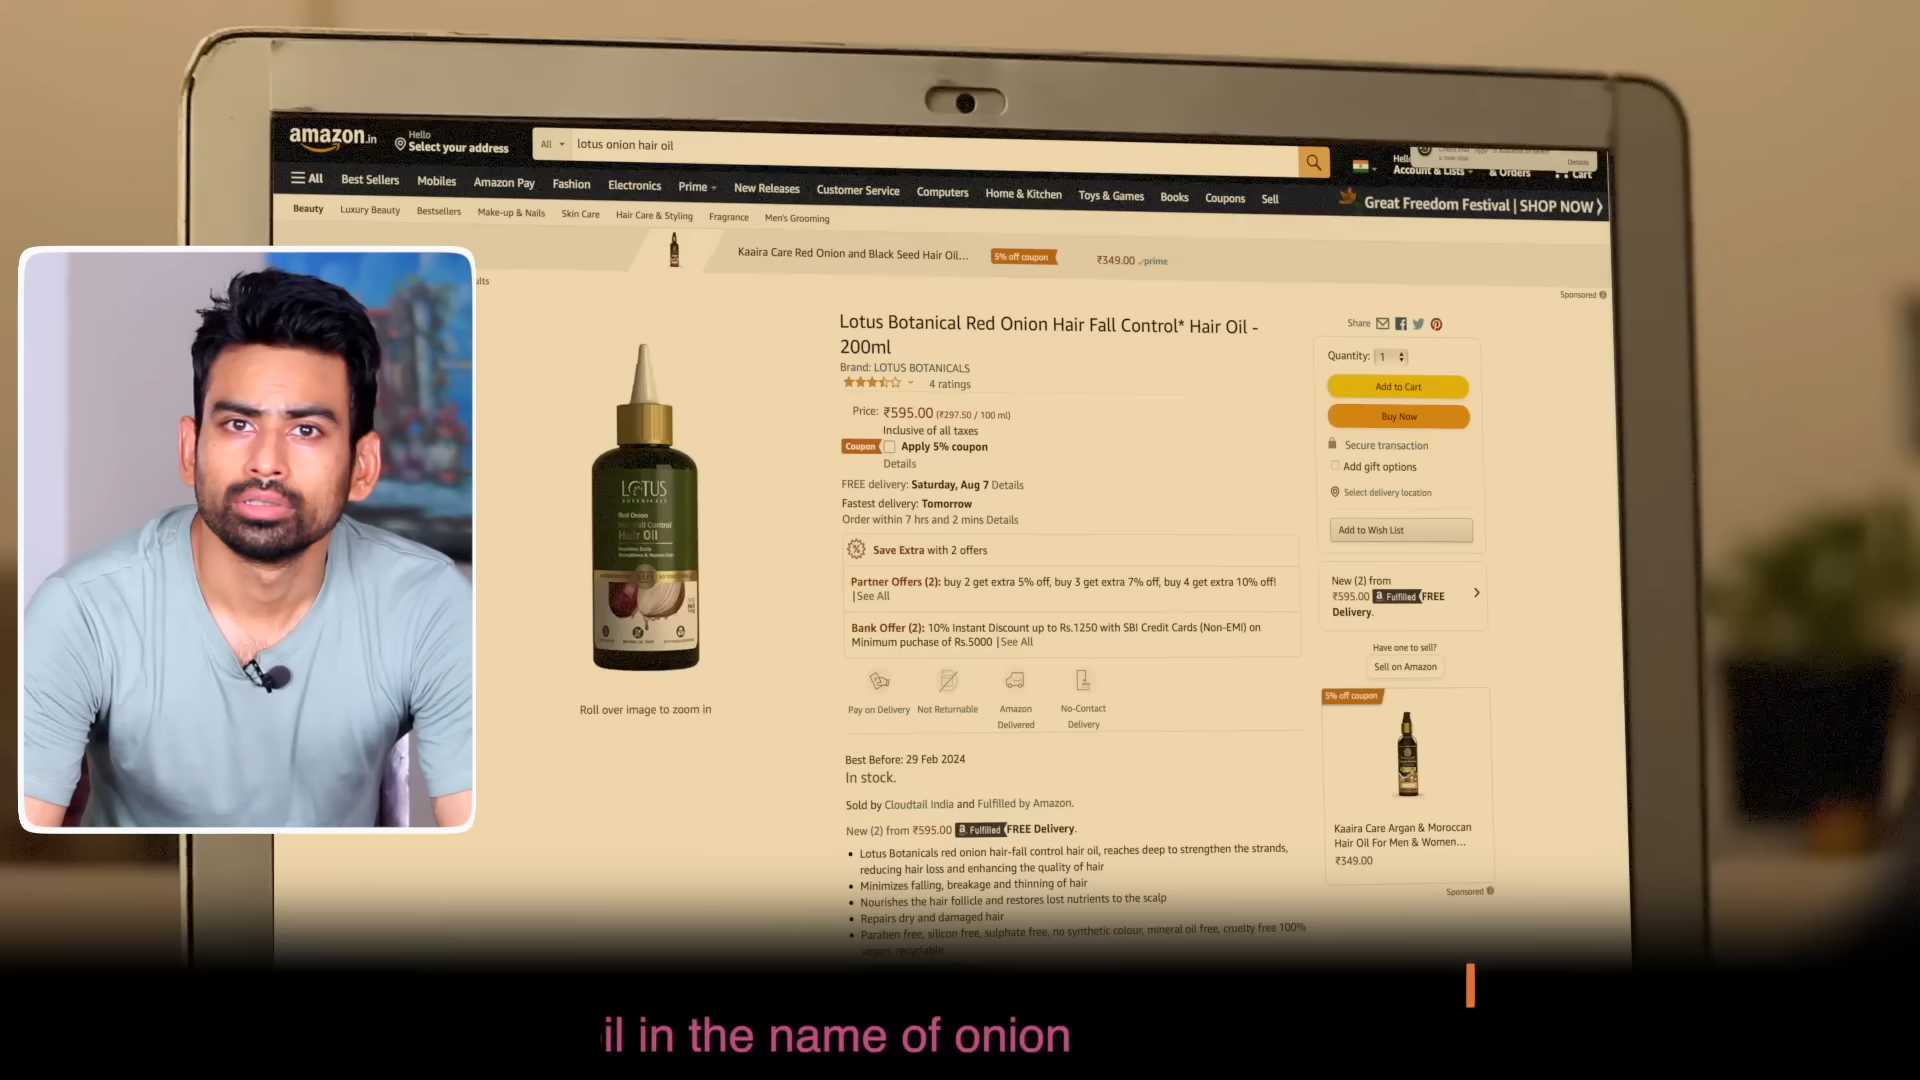 amazon.in
Hello
Select your address
All
lotus onion hair oil
Hello
Account & Lists
& Orders
Cart
Details
All
Best Sellers
Mobiles
Amazon Pay
Fashion
Electronics
Prime
New Releases
Customer Service
Computers
Home & Kitchen
Toys & Games
Books
Coupons
Sell
Great Freedom Festival | SHOP NOW
Beauty
Luxury Beauty
Bestsellers
Make-up & Nails
Skin Care
Hair Care & Styling
Fragrance
Men's Grooming
Kaaira Care Red Onion and Black Seed Hair Oil...
5% off coupon
₹349.00 prime
Sponsored
Lotus Botanical Red Onion Hair Fall Control* Hair Oil -
200ml
Brand: LOTUS BOTANICALS
4 ratings
Price: ₹595.00 (₹297.50 / 100 ml)
Inclusive of all taxes
Coupon Apply 5% coupon
Details
FREE delivery: Saturday, Aug 7 Details
Fastest delivery: Tomorrow
Order within 7 hrs and 2 mins Details
Save Extra with 2 offers
Partner Offers (2): buy 2 get extra 5% off, buy 3 get extra 7% off, buy 4 get extra 10% off!
|See All
Bank Offer (2): 10% Instant Discount up to Rs.1250 with SBI Credit Cards (Non-EMI) on
Minimum puchase of Rs.5000 |See All
Pay on Delivery
Not Returnable
Amazon
Delivered
No-Contact
Delivery
Best Before: 29 Feb 2024
In stock.
Sold by Cloudtail India and Fulfilled by Amazon.
New (2) from ₹595.00 a Fulfilled FREE Delivery.
• Lotus Botanicals red onion hair-fall control hair oil, reaches deep to strengthen the strands,
reducing hair loss and enhancing the quality of hair
• Minimizes falling, breakage and thinning of hair
• Nourishes the hair follicle and restores lost nutrients to the scalp
• Repairs dry and damaged hair
• Paraben free, silicon free, sulphate free, no synthetic colour, mineral oil free, cruelty free 100%
vegan, recyclable
LOTUS
BOTANICALS
Red Onion
Hair Fall Control
Hair Oil
Roll over image to zoom in
Share
Quantity: 1
Add to Cart
Buy Now
Secure transaction
Add gift options
Select delivery location
Add to Wish List
New (2) from
₹595.00 a Fulfilled FREE
Delivery.
Have one to sell?
Sell on Amazon
5% off coupon
Kaaira Care Argan & Moroccan
Hair Oil For Men & Women...
₹349.00
Sponsored
il in the name of onion